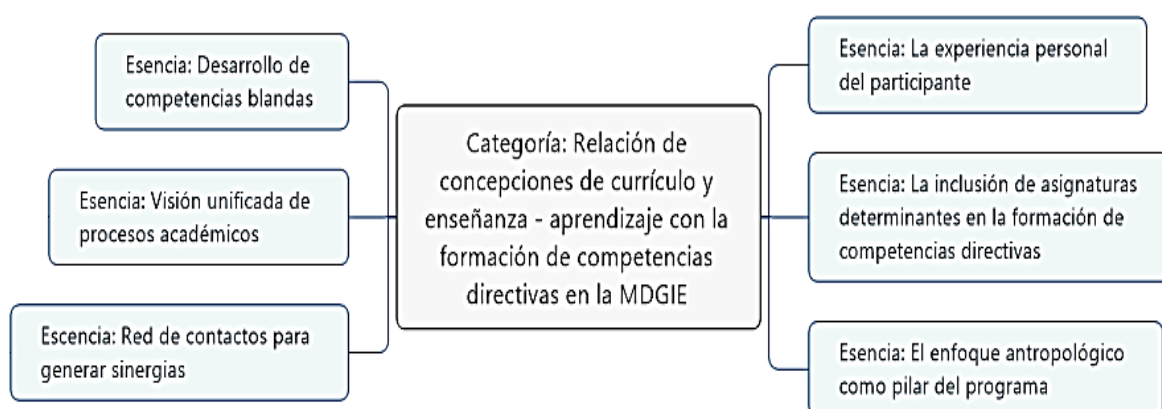 Esencia: Desarrollo de
competencias blandas
Esencia: Visión unificada de
procesos académicos
Escencia: Red de contactos para
generar sinergias
Categoría: Relación de
concepciones de currículo y
enseñanza - aprendizaje con la
formación de competencias
directivas en la MDGIE
Esencia: La experiencia personal
del participante
Esencia: La inclusión de asignaturas
determinantes en la formación de
competencias directivas
Esencia: El enfoque antropológico
como pilar del programa